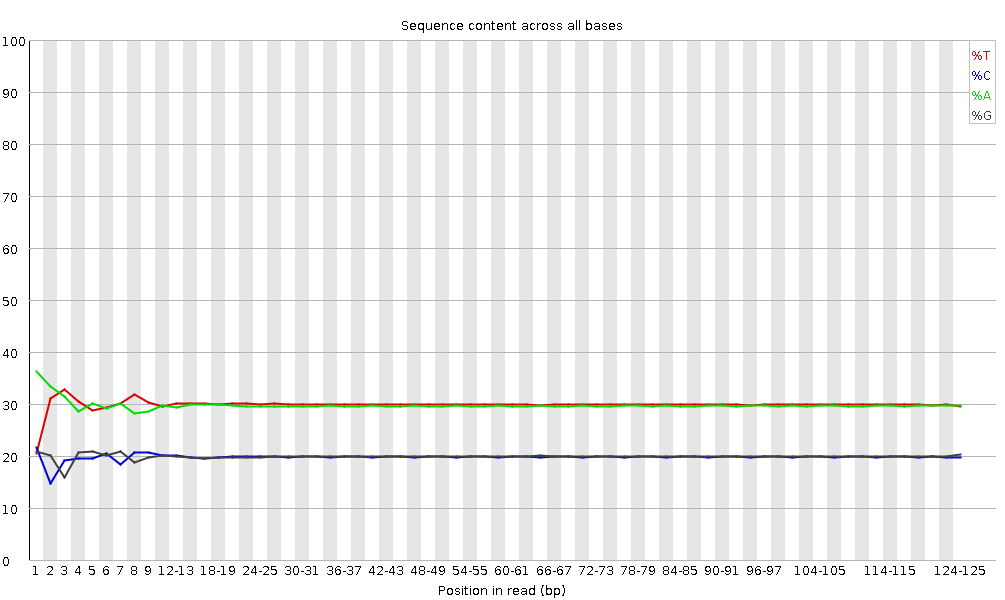 Sequence content across all bases
100
90
80
70
60
50
40
30
20
10
0
%T
%C
%A
%G
1 2 3 4 5 6 7 8 9 12-13 18-19 24-25 30-31 36-37 42-43 48-49 54-55 60-61 66-67 72-73 78-79 84-85 90-91 96-97 104-105 114-115 124-125
Position in read (bp)